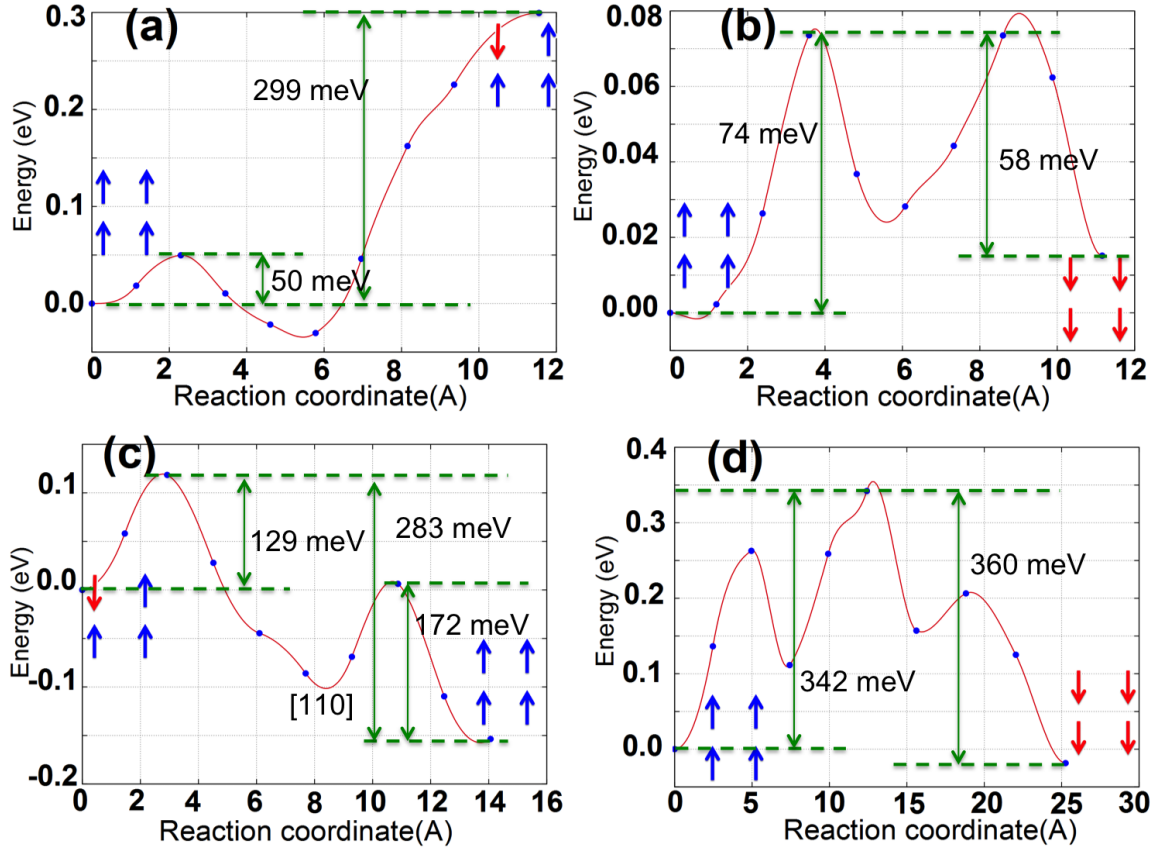 (a)
Energy (eV)
0.3
0.2
0.1
0.0
299 meV
50 meV
0 2 4 6 8 10 12
Reaction coordinate(A)
(b)
Energy (eV)
0.08
0.06
0.04
0.02
0.00
74 meV
58 meV
0 2 4 6 8 10 12
Reaction coordinate(A)
(c)
Energy (eV)
0.1
0.0
-0.1
-0.2
129 meV
283 meV
172 meV
[110]
0 2 4 6 8 10 12 14 16
Reaction coordinate(A)
(d)
Energy (eV)
0.4
0.3
0.2
0.1
0.0
342 meV
360 meV
0 5 10 15 20 25 30
Reaction coordinate(A)